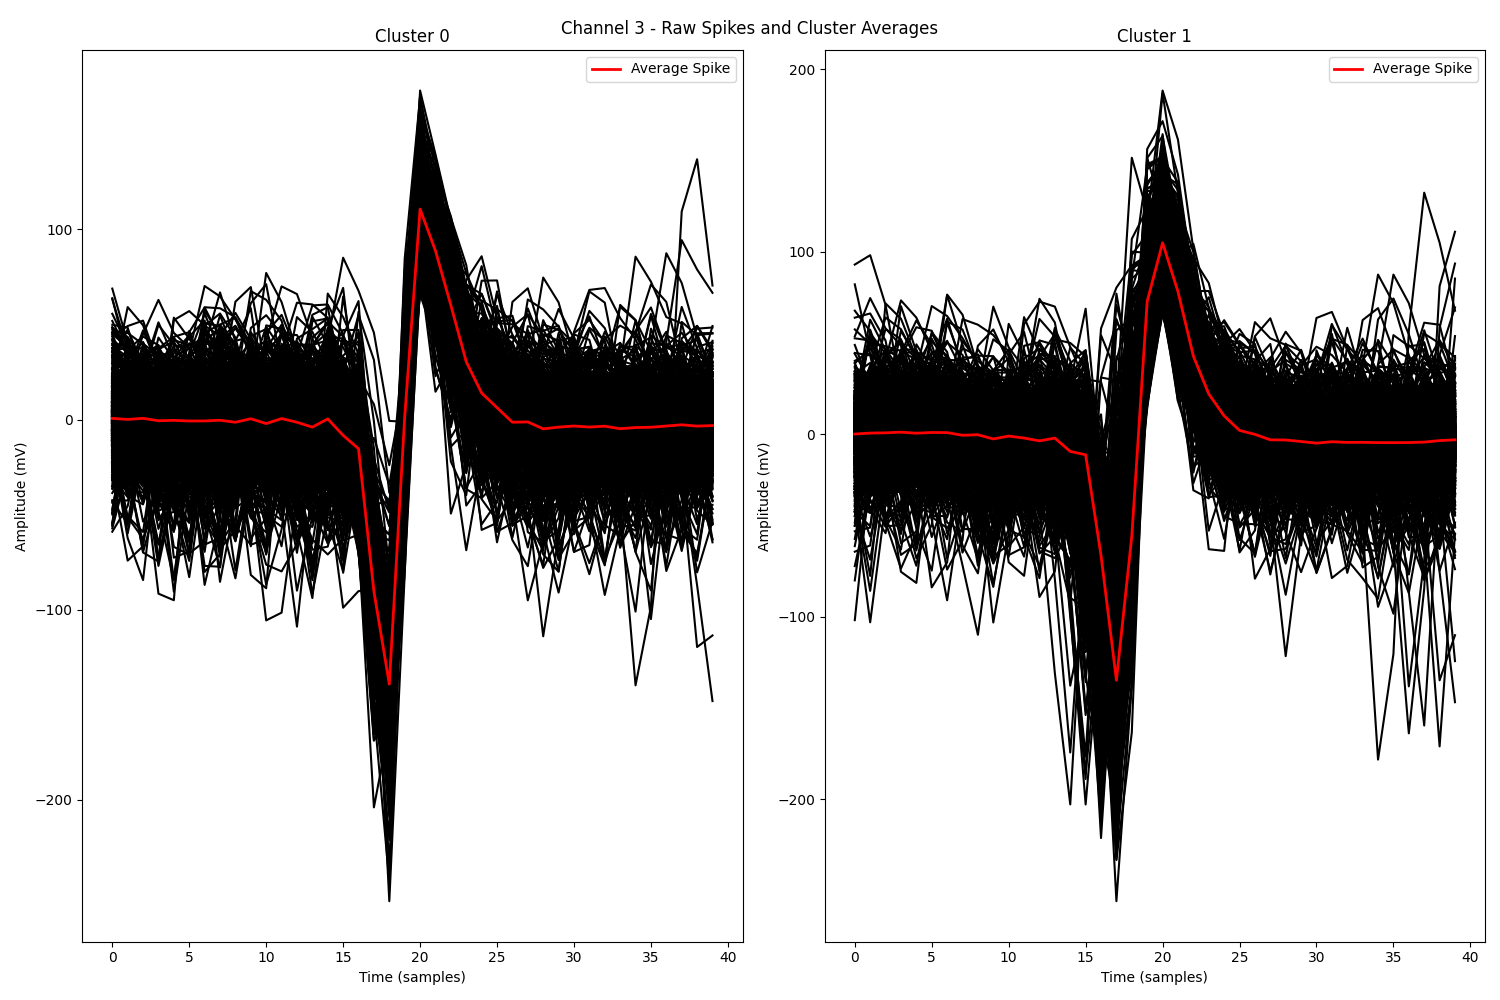 Channel 3 - Raw Spikes and Cluster Averages
Cluster 0
Average Spike
Amplitude (mV)
100
0
−100
−200
0 5 10 15 20 25 30 35 40
Time (samples)
Cluster 1
Average Spike
Amplitude (mV)
200
100
0
−100
−200
0 5 10 15 20 25 30 35 40
Time (samples)